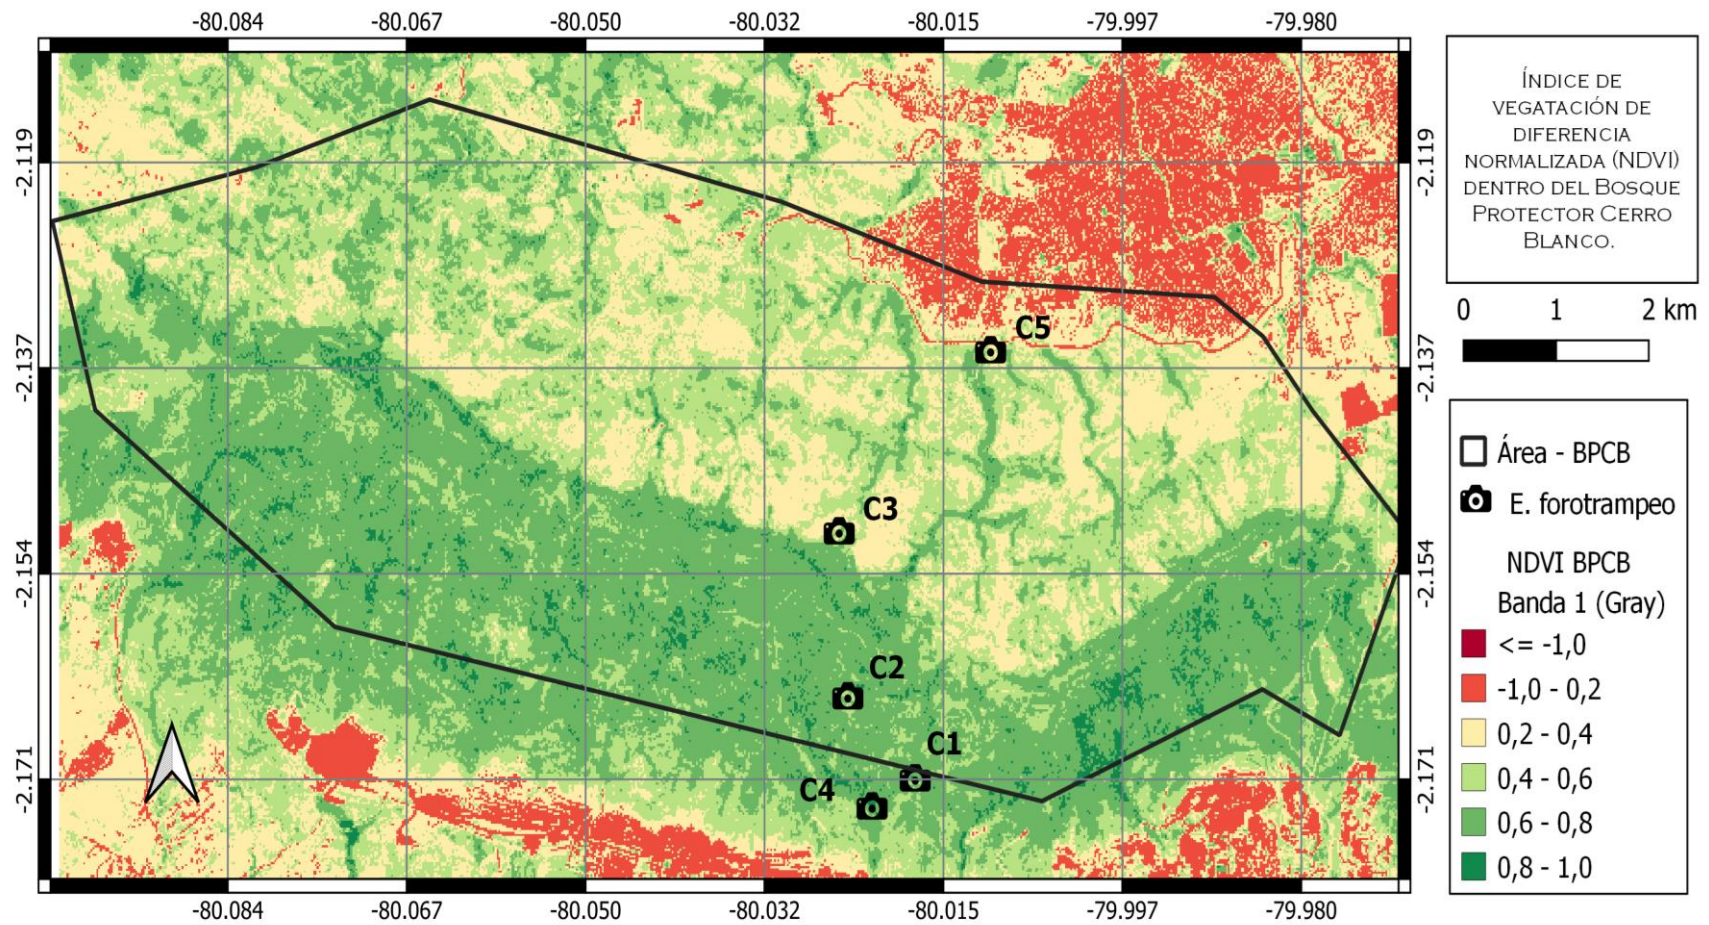 -80.084 -80.067 -80.050 -80.032 -80.015 -79.997 -79.980
ÍNDICE DE
VEGATACIÓN DE
DIFERENCIA
NORMALIZADA (NDVI)
DENTRO DEL BOSQUE
PROTECTOR CERRO
BLANCO.
0 1 2 km
-2.119 -2.119
-2.137 -2.137
-2.154 -2.154
-2.171 -2.171
C5
C3
C2
C1
C4
Área - BPCB
E. forotrampeo
NDVI BPCB
Banda 1 (Gray)
<= -1,0
-1,0 - 0,2
0,2 - 0,4
0,4 - 0,6
0,6 - 0,8
0,8 - 1,0
-80.084 -80.067 -80.050 -80.032 -80.015 -79.997 -79.980